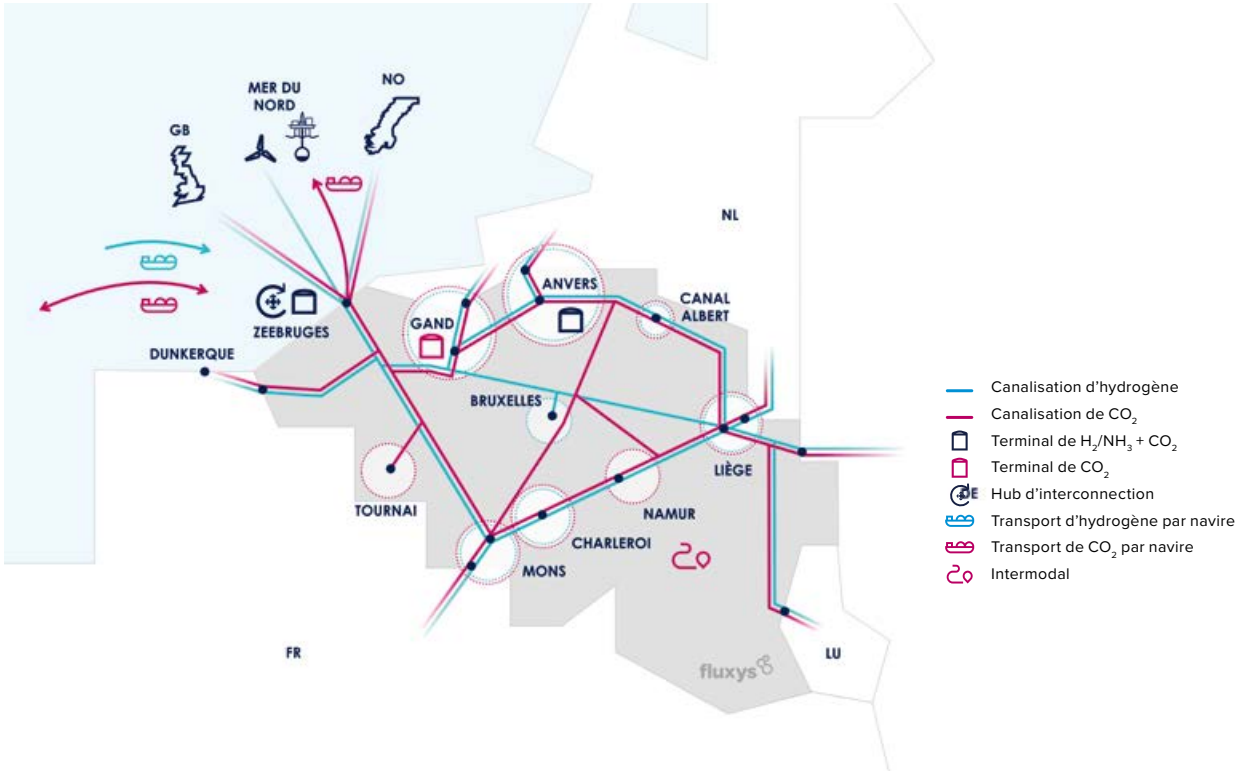 NO
MER DU
NORD
GB
NL
ANVERS
CANAL
ALBERT
GAND
ZEEBRUGES
DUNKERQUE
BRUXELLES
LIÈGE
TOURNAI
NAMUR
CHARLEROI
MONS
FR
LU
fluxys
Canalisation d'hydrogène
Canalisation de CO₂
Terminal de H₂/NH₃ + CO₂
Terminal de CO₂
DE
Hub d'interconnection
Transport d'hydrogène par navire
Transport de CO₂ par navire
Intermodal